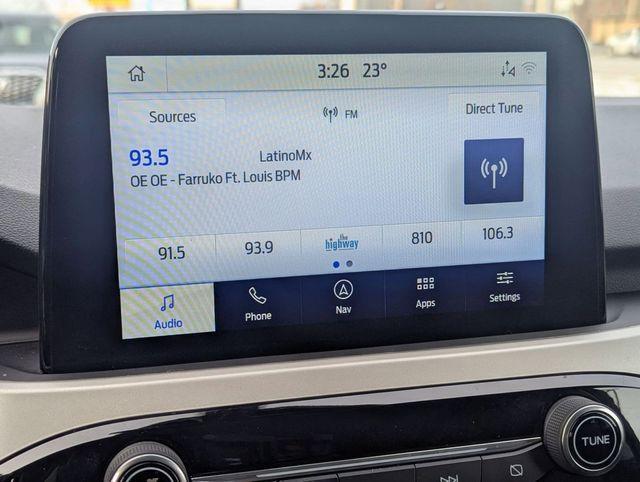 3:26 23°
Sources FM Direct Tune
93.5 LatinoMx
OE OE - Farruko Ft. Louis BPM
91.5 93.9 the highway 810 106.3
Audio Phone Nav Apps Settings
TUNE